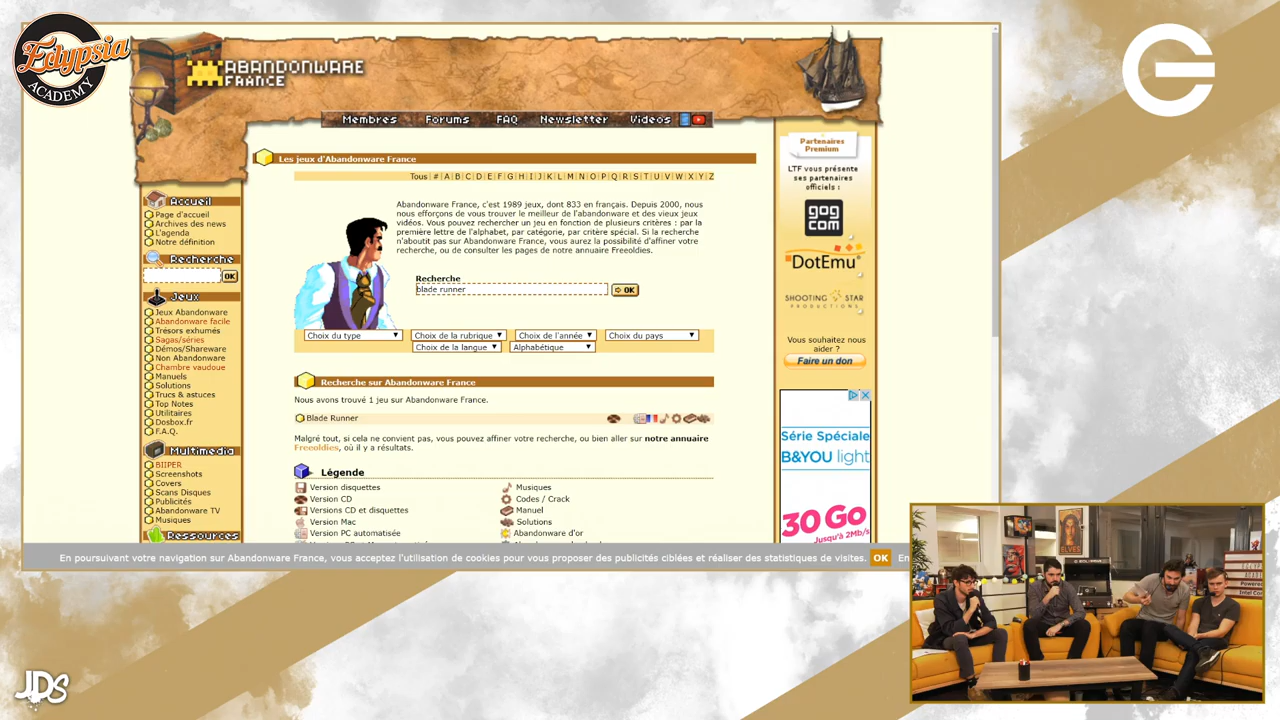 Edypsia
ACADEMY
ABANDONWARE
FRANCE
Membres Forums FAQ Newsletter Videos
Les jeux d'Abandonware France
Tous | # | A | B | C | D | E | F | G | H | I | J | K | L | M | N | O | P | Q | R | S | T | U | V | W | X | Y | Z
Abandonware France, c'est 1989 jeux, dont 833 en français. Depuis 2000, nous
nous efforçons de vous trouver le meilleur de l'abandonware et des vieux jeux
vidéos. Vous pouvez rechercher un jeu en fonction de plusieurs critères : par la
première lettre de l'alphabet, par catégorie, par critère spécial. Si la recherche
n'aboutit pas sur Abandonware France, vous aurez la possibilité d'affiner votre
recherche, ou de consulter les pages de notre annuaire Freeoldies.
Recherche
blade runner
OK
Choix du type
Choix de la rubrique
Choix de l'année
Choix du pays
Choix de la langue
Alphabétique
Recherche sur Abandonware France
Nous avons trouvé 1 jeu sur Abandonware France.
Blade Runner
Malgré tout, si cela ne convient pas, vous pouvez affiner votre recherche, ou bien aller sur notre annuaire
Freeoldies, où il y a résultats.
Légende
Version disquettes
Version CD
Versions CD et disquettes
Version Mac
Version PC automatisée
Musiques
Codes / Crack
Manuel
Solutions
Abandonware d'or
Accueil
Page d'accueil
Archives des news
L'agenda
Notre définition
Recherche
OK
Jeux
Jeux Abandonware
Abandonware facile
Trésors exhumés
Sagas/séries
Démos/Shareware
Non Abandonware
Chambre vaudoue
Manuels
Solutions
Trucs & astuces
Top Notes
Utilitaires
Dosbox.fr
F.A.Q.
Multimedia
BIIPER
Screenshots
Covers
Scans Disques
Publicités
Abandonware TV
Musiques
Ressources
Partenaires
Premium
LTF vous présente
ses partenaires
officiels :
gog
com
DotEmu
SHOOTING STAR
PRODUCTIONS
Vous souhaitez nous
aider ?
Faire un don
Série Spéciale
B&YOU light
30 Go
Jusqu'à 2Mb/s
En poursuivant votre navigation sur Abandonware France, vous acceptez l'utilisation de cookies pour vous proposer des publicités ciblées et réaliser des statistiques de visites. OK En
JDS